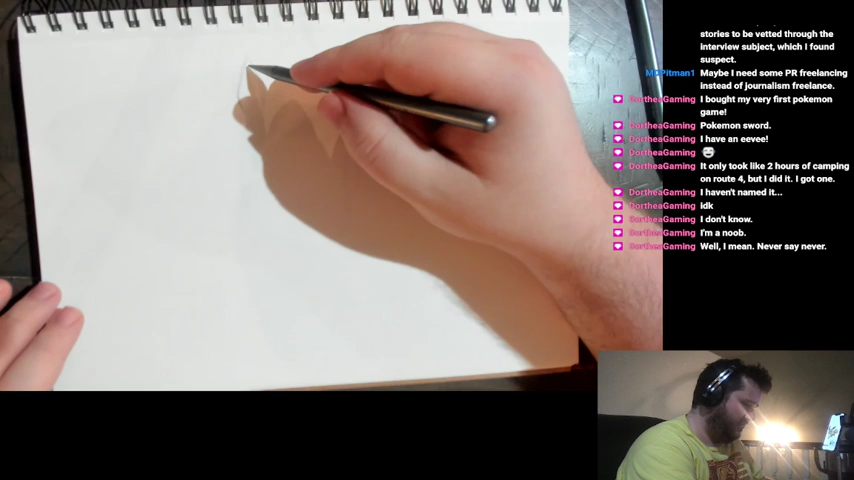 stories to be vetted through the
interview subject, which I found
suspect.
MCPitman1 Maybe I need some PR freelancing
instead of journalism freelance.
DortheaGaming I bought my very first pokemon
game!
DortheaGaming Pokemon sword.
DortheaGaming I have an eevee!
DortheaGaming
DortheaGaming It only took like 2 hours of camping
on route 4, but I did it. I got one.
DortheaGaming I haven't named it...
DortheaGaming idk
DortheaGaming I don't know.
DortheaGaming I'm a noob.
DortheaGaming Well, I mean. Never say never.